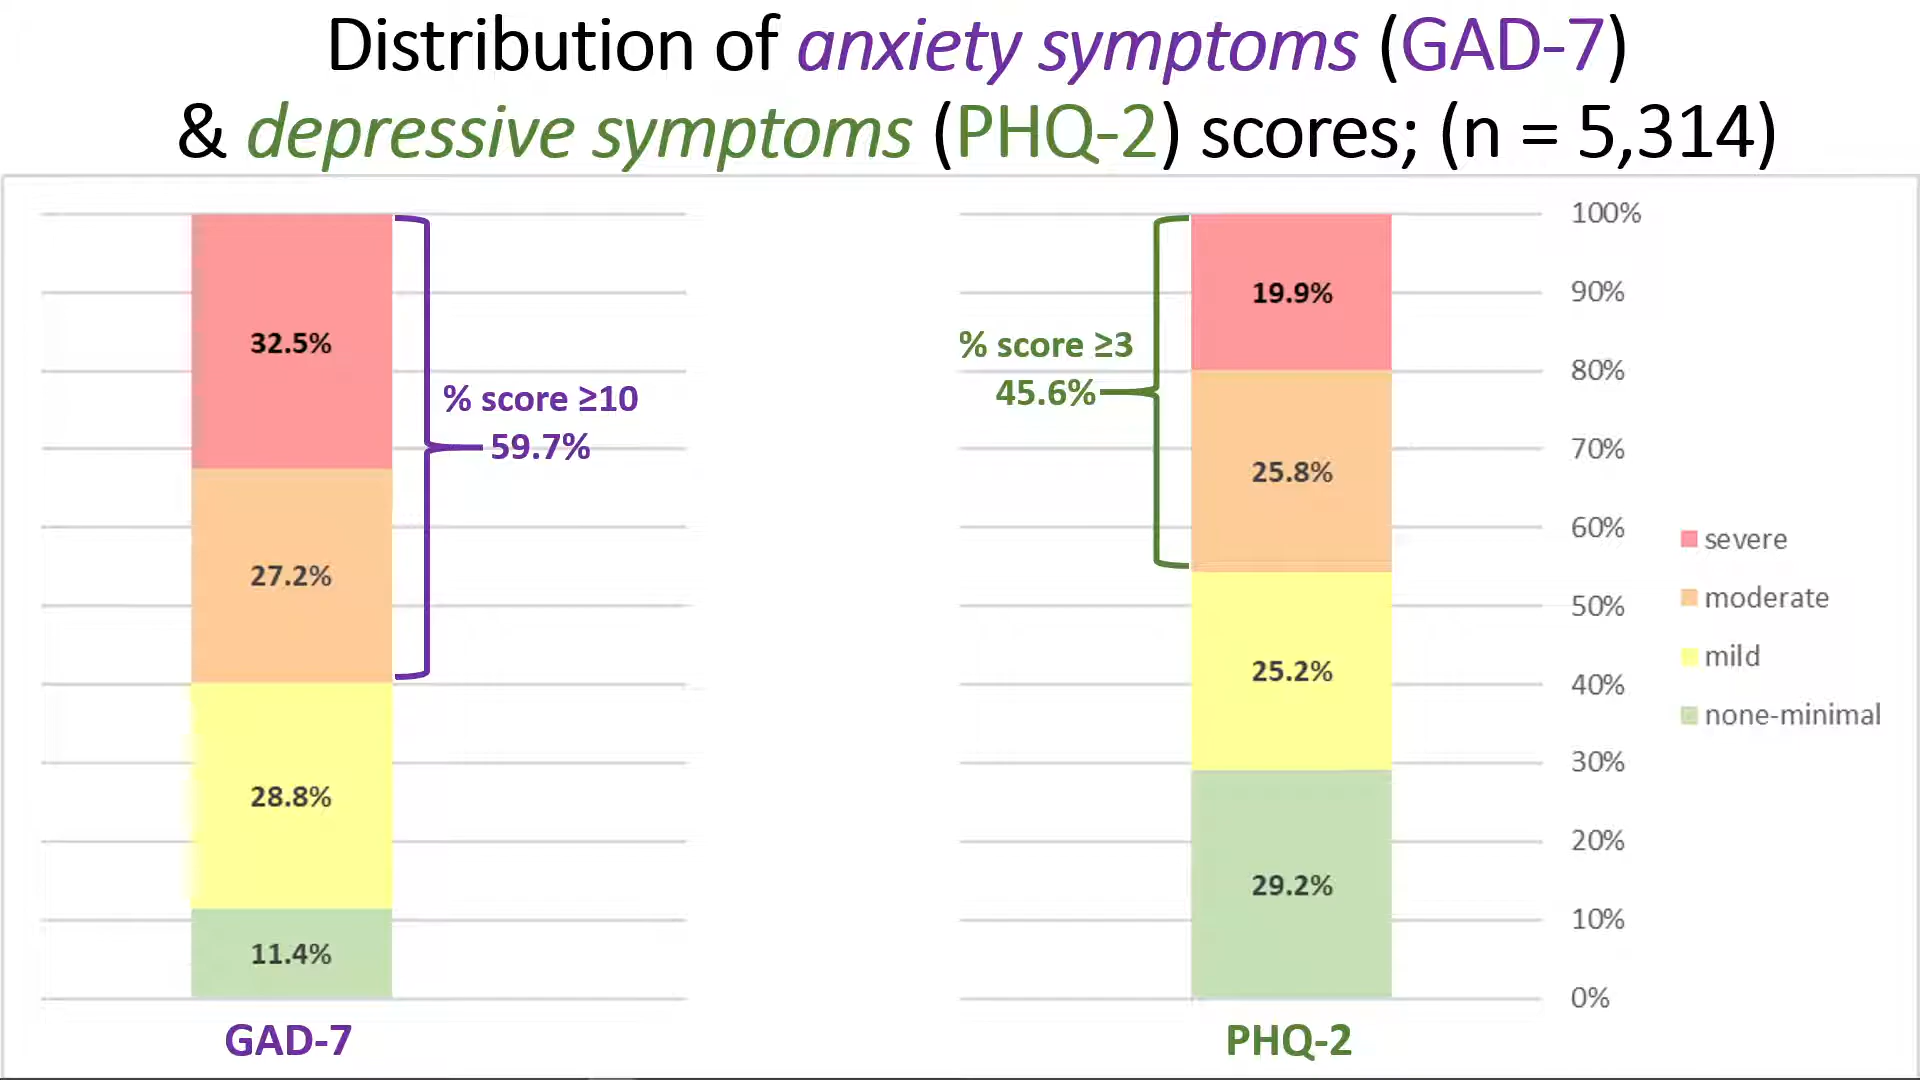 Distribution of anxiety symptoms (GAD-7)
& depressive symptoms (PHQ-2) scores; (n = 5,314)
32.5%
27.2%
28.8%
11.4%
% score ≥10
59.7%
GAD-7
% score ≥3
45.6%
19.9%
25.8%
25.2%
29.2%
PHQ-2
100%
90%
80%
70%
60%
50%
40%
30%
20%
10%
0%
severe
moderate
mild
none-minimal